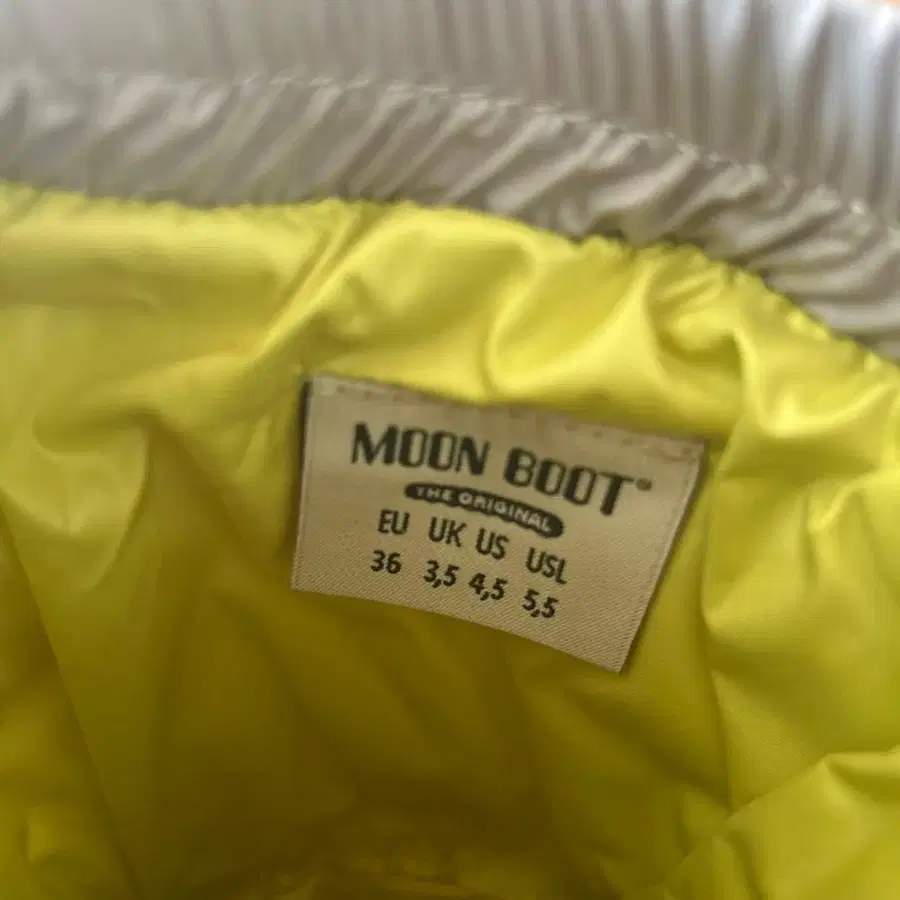 MOON BOOT®
THE ORIGINAL
EU UK US USL
36 3,5 4,5 5,5